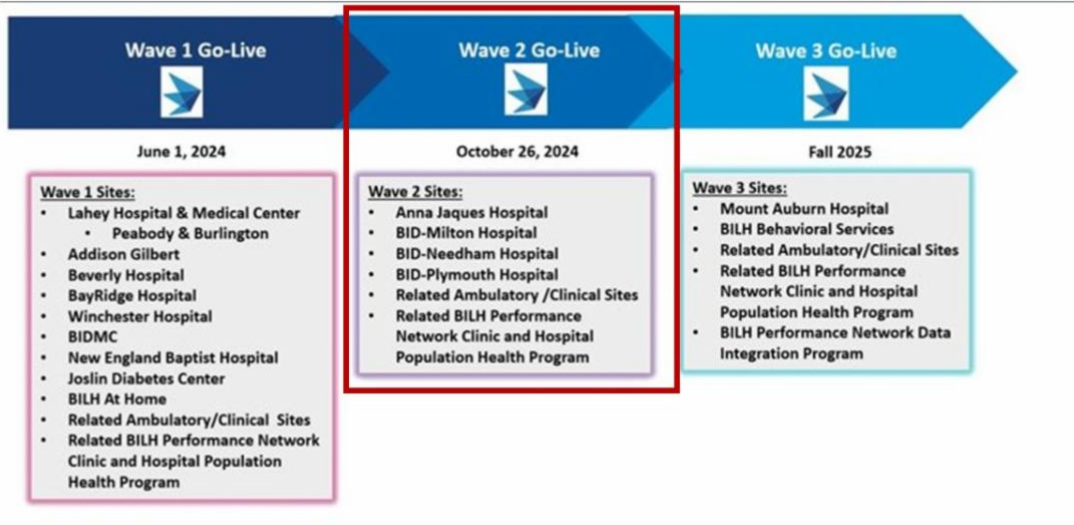 Wave 1 Go-Live
June 1, 2024
Wave 1 Sites:
• Lahey Hospital & Medical Center
• Peabody & Burlington
• Addison Gilbert
• Beverly Hospital
• BayRidge Hospital
• Winchester Hospital
• BIDMC
• New England Baptist Hospital
• Joslin Diabetes Center
• BILH At Home
• Related Ambulatory/Clinical Sites
• Related BILH Performance Network
Clinic and Hospital Population
Health Program
Wave 2 Go-Live
October 26, 2024
Wave 2 Sites:
• Anna Jaques Hospital
• BID-Milton Hospital
• BID-Needham Hospital
• BID-Plymouth Hospital
• Related Ambulatory /Clinical Sites
• Related BILH Performance
Network Clinic and Hospital
Population Health Program
Wave 3 Go-Live
Fall 2025
Wave 3 Sites:
• Mount Auburn Hospital
• BILH Behavioral Services
• Related Ambulatory/Clinical Sites
• Related BILH Performance
Network Clinic and Hospital
Population Health Program
• BILH Performance Network Data
Integration Program